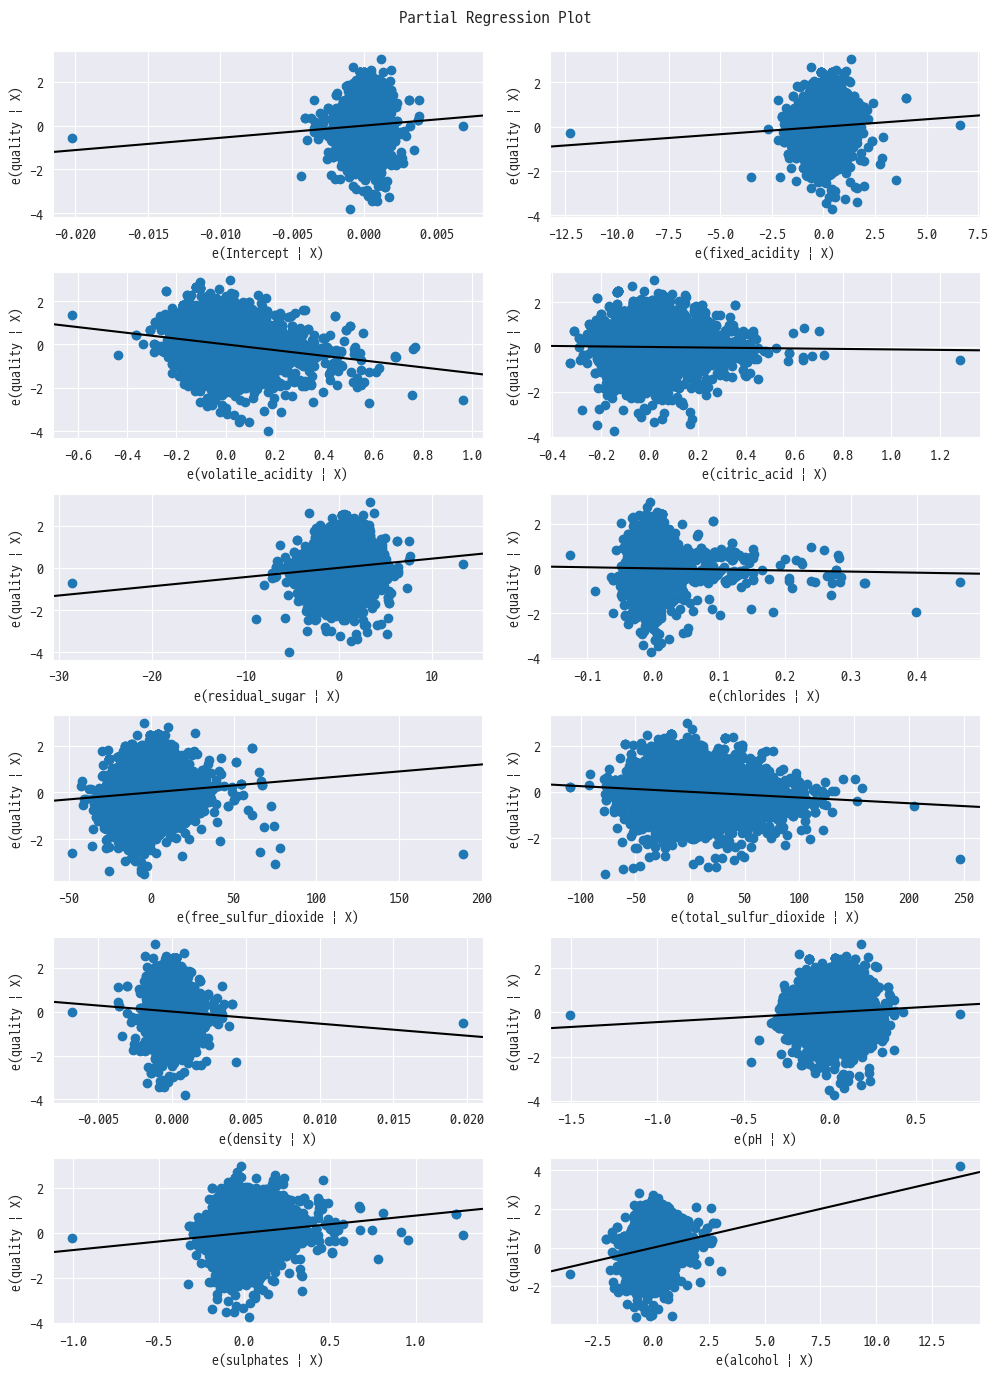 Partial Regression Plot
e(quality ¦ X)
2
0
−2
−4
−0.020 −0.015 −0.010 −0.005 0.000 0.005
e(Intercept ¦ X)
e(quality ¦ X)
2
0
−2
−4
−12.5 −10.0 −7.5 −5.0 −2.5 0.0 2.5 5.0 7.5
e(fixed_acidity ¦ X)
e(quality ¦ X)
2
0
−2
−4
−0.6 −0.4 −0.2 −0.0 0.2 0.4 0.6 0.8 1.0
e(volatile_acidity ¦ X)
e(quality ¦ X)
2
0
−2
−4
−0.4 −0.2 0.0 0.2 0.4 0.6 0.8 1.0 1.2
e(citric_acid ¦ X)
e(quality ¦ X)
2
0
−2
−4
−30 −20 −10 0 10
e(residual_sugar ¦ X)
e(quality ¦ X)
2
0
−2
−4
−0.1 0.0 0.1 0.2 0.3 0.4
e(chlorides ¦ X)
e(quality ¦ X)
2
0
−2
−50 0 50 100 150 200
e(free_sulfur_dioxide ¦ X)
e(quality ¦ X)
2
0
−2
−100 −50 0 50 100 150 200 250
e(total_sulfur_dioxide ¦ X)
e(quality ¦ X)
2
0
−2
−4
−0.005 0.000 0.005 0.010 0.015 0.020
e(density ¦ X)
e(quality ¦ X)
2
0
−2
−4
−1.5 −1.0 −0.5 0.0 0.5
e(pH ¦ X)
e(quality ¦ X)
2
0
−2
−4
−1.0 −0.5 0.0 0.5 1.0
e(sulphates ¦ X)
e(quality ¦ X)
4
2
0
−2
−2.5 0.0 2.5 5.0 7.5 10.0 12.5
e(alcohol ¦ X)